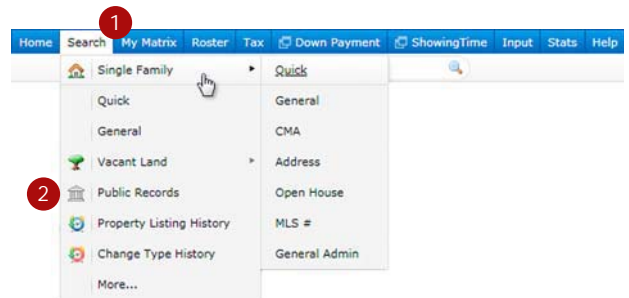 1
Home Search My Matrix Roster Tax Down Payment ShowingTime Input Stats Help
Single Family Quick
Quick General
General CMA
Vacant Land Address
2 Public Records Open House
Property Listing History MLS #
Change Type History General Admin
More...